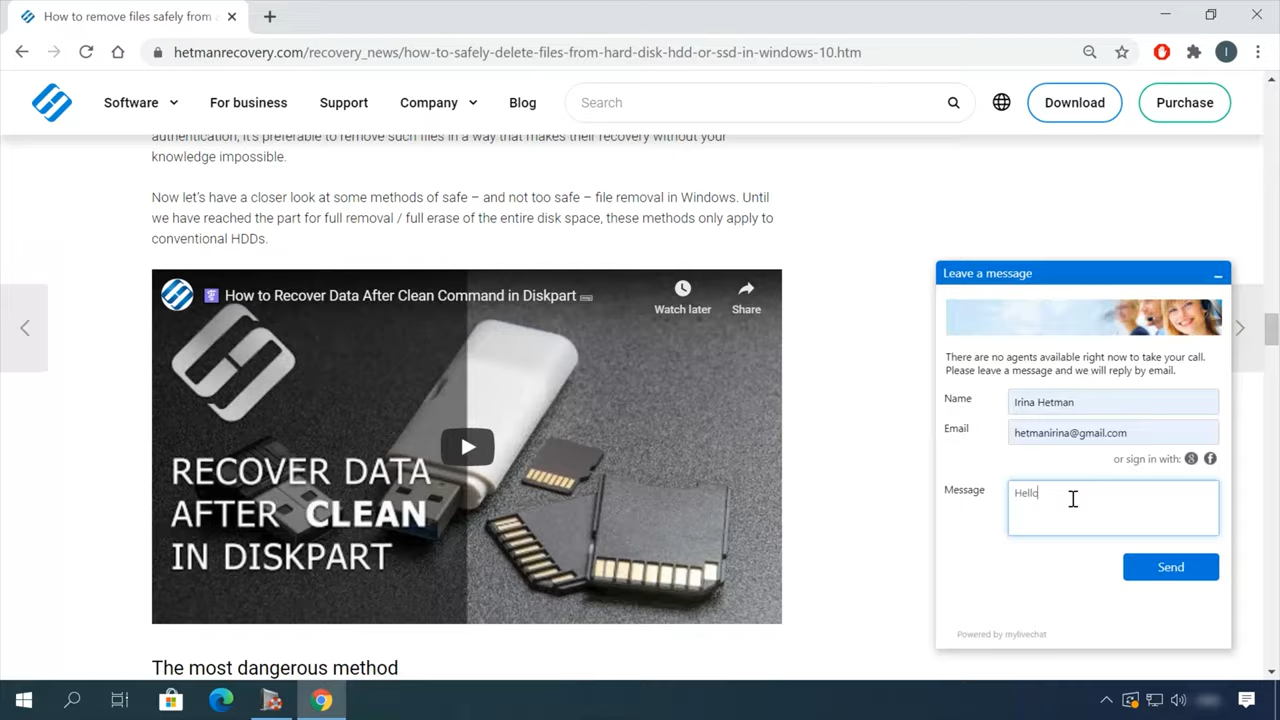 How to remove files safely from
hetmanrecovery.com/recovery_news/how-to-safely-delete-files-from-hard-disk-hdd-or-ssd-in-windows-10.htm
I
Software
For business
Support
Company
Blog
Search
Download
Purchase
authentication, it's preferable to remove such files in a way that makes their recovery without your
knowledge impossible.
Now let's have a closer look at some methods of safe – and not too safe – file removal in Windows. Until
we have reached the part for full removal / full erase of the entire disk space, these methods only apply to
conventional HDDs.
How to Recover Data After Clean Command in Diskpart
Watch later
Share
RECOVER DATA
AFTER CLEAN
IN DISKPART
The most dangerous method
Leave a message
There are no agents available right now to take your call.
Please leave a message and we will reply by email.
Name
Irina Hetman
Email
hetmanirina@gmail.com
or sign in with:
Message
Hello
Send
Powered by mylivechat